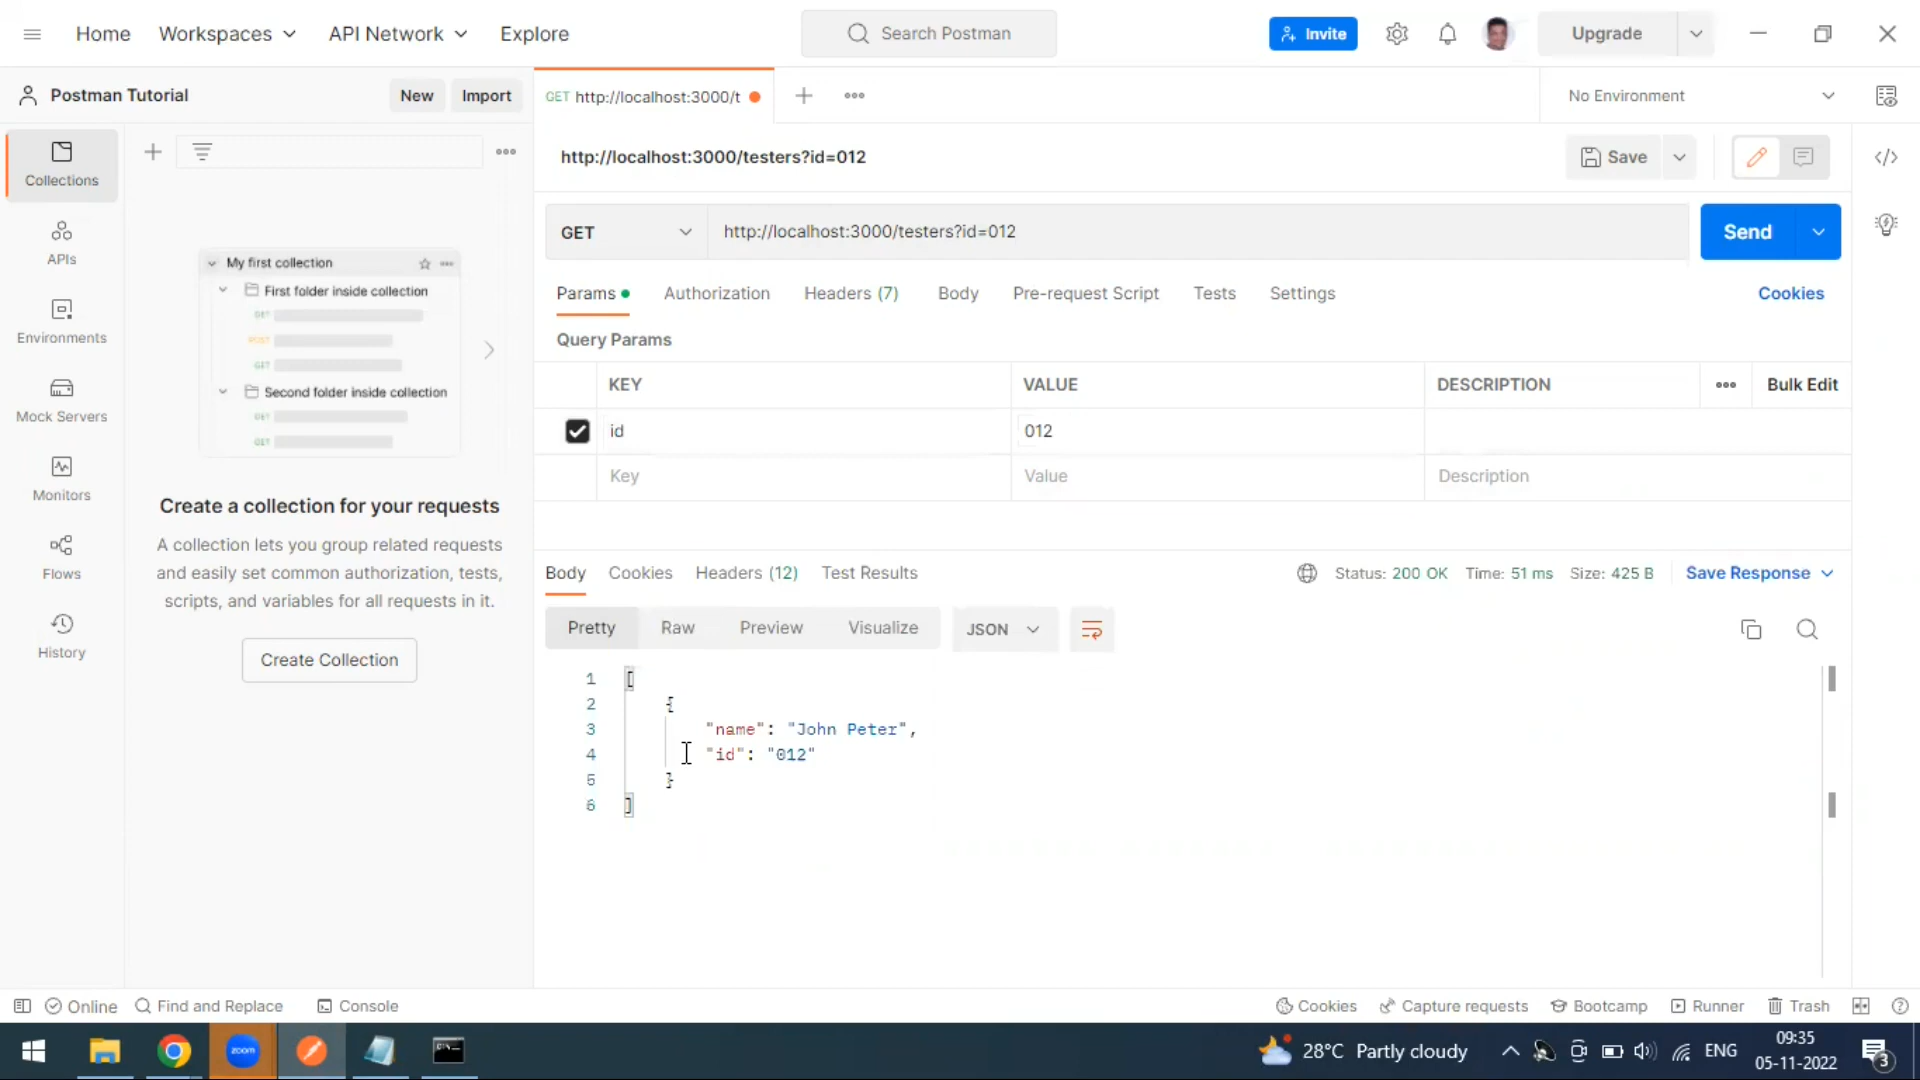 Home Workspaces API Network Explore Search Postman Invite Upgrade
Postman Tutorial New Import GET http://localhost:3000/t No Environment
Collections
APIs
Environments
Mock Servers
Monitors
Flows
History
My first collection
First folder inside collection
GET
POST
GET
Second folder inside collection
GET
GET
Create a collection for your requests
A collection lets you group related requests
and easily set common authorization, tests,
scripts, and variables for all requests in it.
Create Collection
http://localhost:3000/testers?id=012 Save
GET http://localhost:3000/testers?id=012 Send
Params Authorization Headers (7) Body Pre-request Script Tests Settings Cookies
Query Params
KEY VALUE DESCRIPTION Bulk Edit
id 012
Key Value Description
Body Cookies Headers (12) Test Results Status: 200 OK Time: 51 ms Size: 425 B Save Response
Pretty Raw Preview Visualize JSON
1 [
2 {
3 "name": "John Peter",
4 "id": "012"
5 }
6 ]
Online Find and Replace Console Cookies Capture requests Bootcamp Runner Trash
zoom 28°C Partly cloudy ENG 09:35
05-11-2022 3